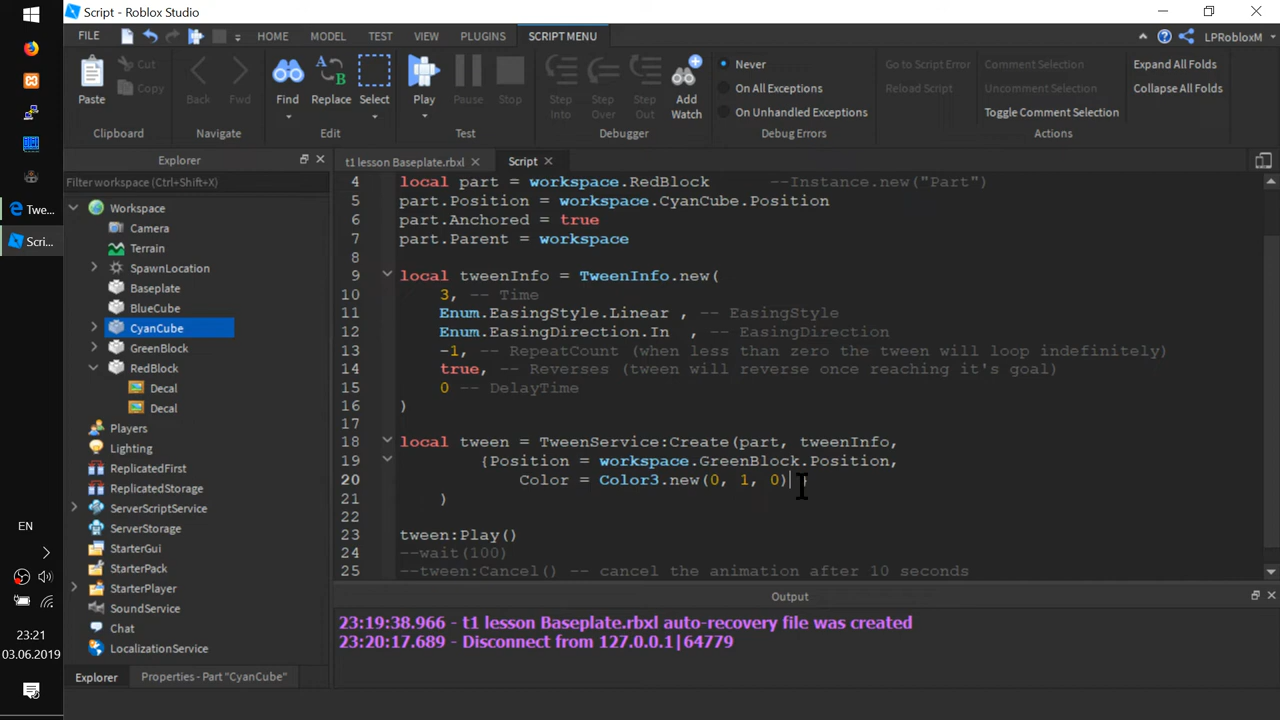 Script - Roblox Studio
FILE HOME MODEL TEST VIEW PLUGINS SCRIPT MENU LPRobloxM
Paste Cut Copy Back Fwd Find Replace Select Play Pause Stop Step Into Step Over Step Out Add Watch
Never
On All Exceptions
On Unhandled Exceptions
Go to Script Error
Reload Script
Comment Selection
Uncomment Selection
Toggle Comment Selection
Expand All Folds
Collapse All Folds
Clipboard Navigate Edit Test Debugger Debug Errors Actions
Explorer
Filter workspace (Ctrl+Shift+X)
Workspace
Camera
Terrain
SpawnLocation
Baseplate
BlueCube
CyanCube
GreenBlock
RedBlock
Decal
Decal
Players
Lighting
ReplicatedFirst
ReplicatedStorage
ServerScriptService
ServerStorage
StarterGui
StarterPack
StarterPlayer
SoundService
Chat
LocalizationService
Explorer Properties - Part "CyanCube"
Twe...
Scri...
EN
23:21
03.06.2019
t1 lesson Baseplate.rbxl Script
4 local part = workspace.RedBlock --Instance.new("Part")
5 part.Position = workspace.CyanCube.Position
6 part.Anchored = true
7 part.Parent = workspace
8
9 local tweenInfo = TweenInfo.new(
10 3, -- Time
11 Enum.EasingStyle.Linear , -- EasingStyle
12 Enum.EasingDirection.In , -- EasingDirection
13 -1, -- RepeatCount (when less than zero the tween will loop indefinitely)
14 true, -- Reverses (tween will reverse once reaching it's goal)
15 0 -- DelayTime
16 )
17
18 local tween = TweenService:Create(part, tweenInfo,
19 {Position = workspace.GreenBlock.Position,
20 Color = Color3.new(0, 1, 0) }
21 )
22
23 tween:Play()
24 --wait(100)
25 --tween:Cancel() -- cancel the animation after 10 seconds
Output
23:19:38.966 - t1 lesson Baseplate.rbxl auto-recovery file was created
23:20:17.689 - Disconnect from 127.0.0.1|64779